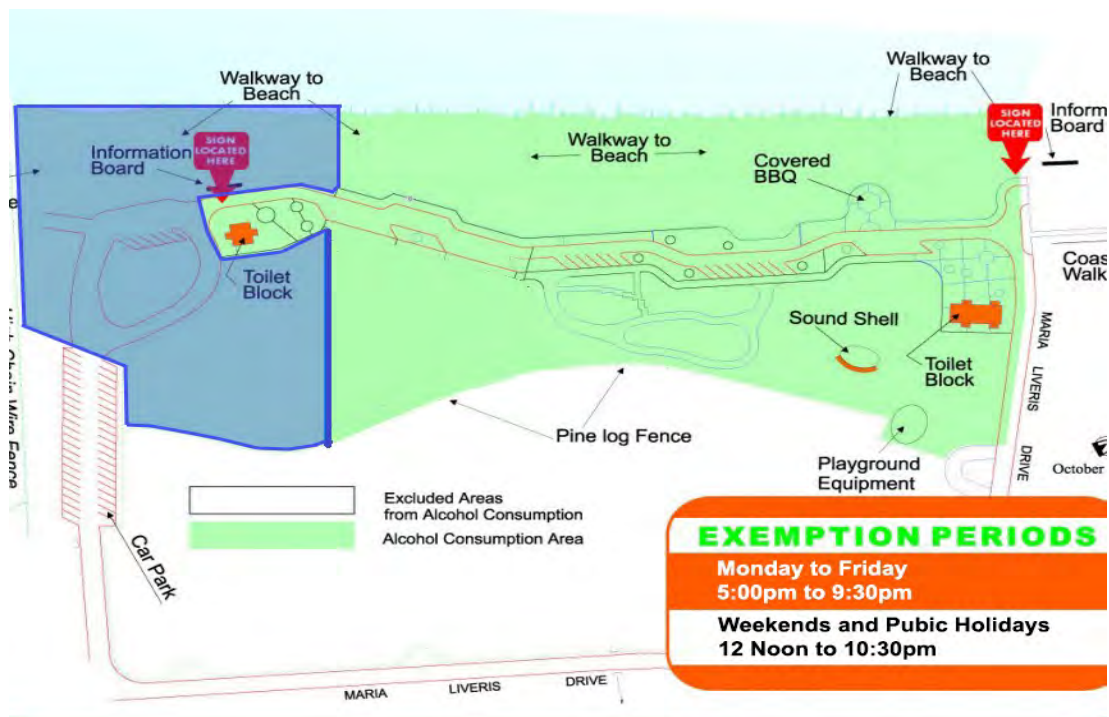 Walkway to
Beach
Walkway to
Beach
SIGN
LOCATED
HERE
Inform
Board
SIGN
LOCATED
HERE
Information
Board
Walkway to
Beach
Covered
BBQ
Toilet
Block
Coas
Walk
Sound Shell
Toilet
Block
MARIA LIVERIS DRIVE
Chain Wire Fence
Pine log Fence
Playground
Equipment
October
Excluded Areas
from Alcohol Consumption
Alcohol Consumption Area
Car Park
EXEMPTION PERIODS
Monday to Friday
5:00pm to 9:30pm
Weekends and Pubic Holidays
12 Noon to 10:30pm
MARIA LIVERIS DRIVE